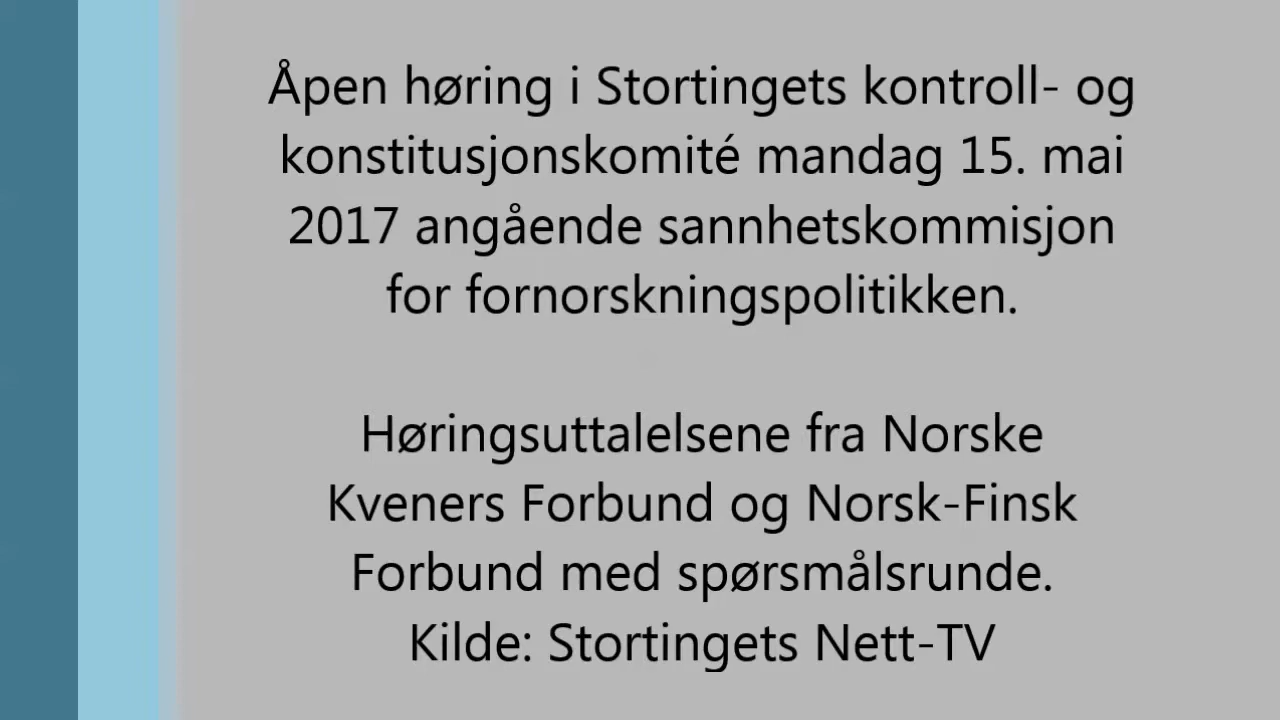 Åpen høring i Stortingets kontroll- og
konstitusjonskomité mandag 15. mai
2017 angående sannhetskommisjon
for fornorskningspolitikken.
Høringsuttalelsene fra Norske
Kveners Forbund og Norsk-Finsk
Forbund med spørsmålsrunde.
Kilde: Stortingets Nett-TV